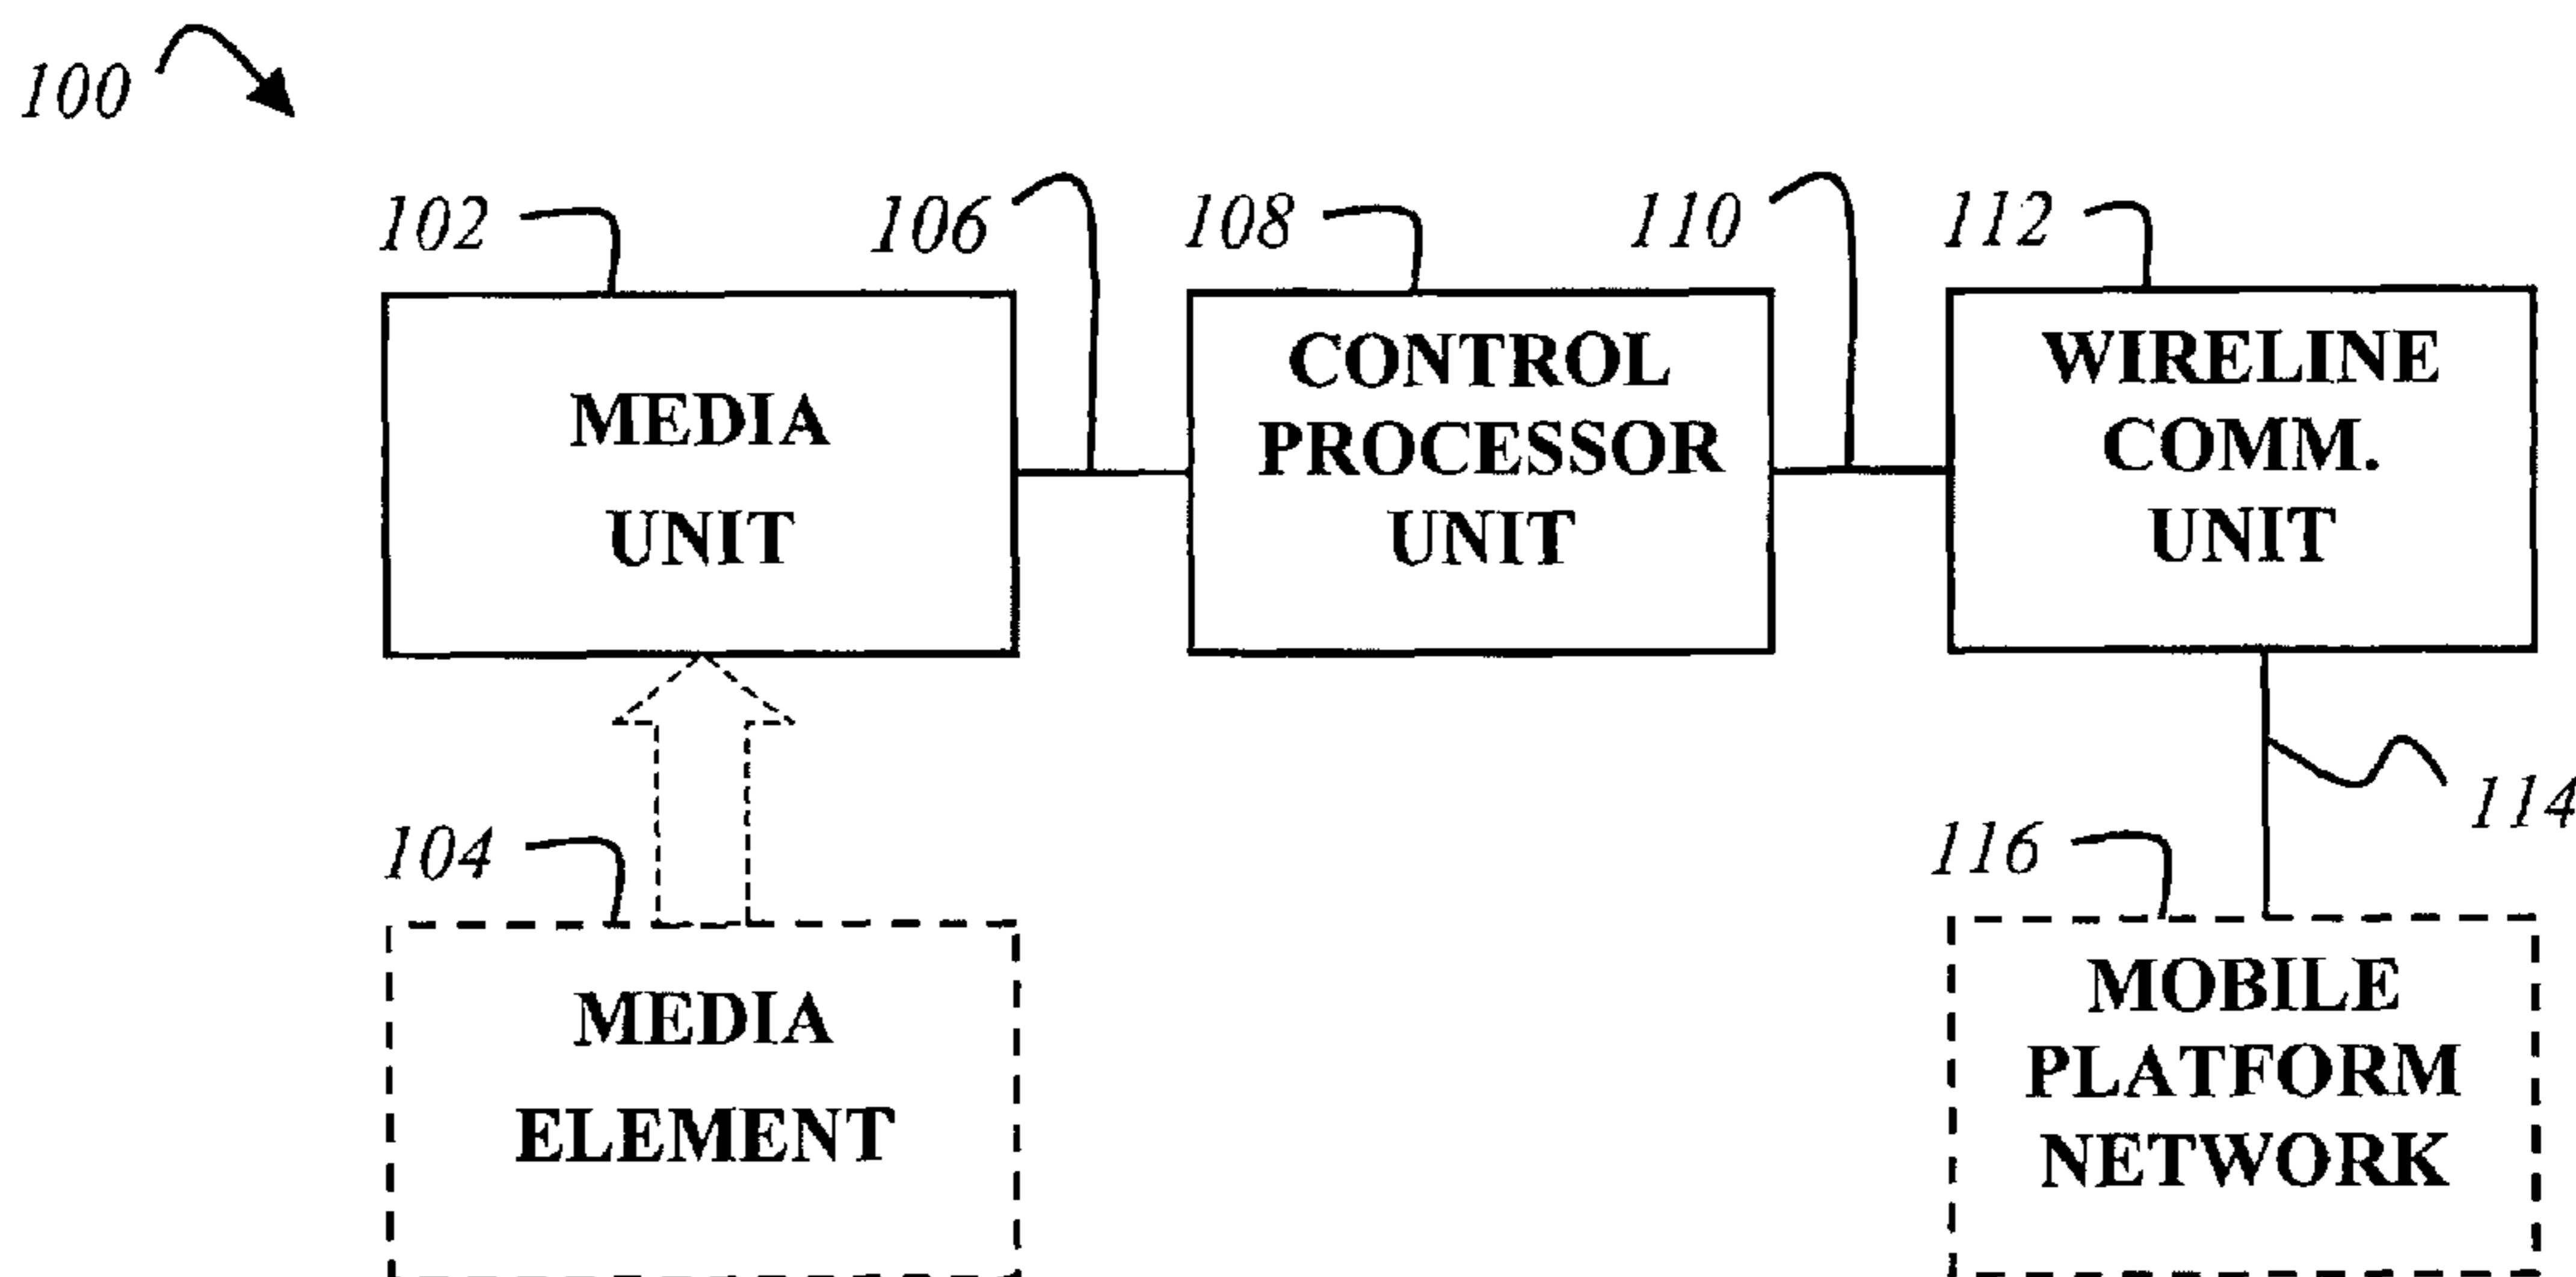 100
102
106
108
110
112
MEDIA
UNIT
CONTROL
PROCESSOR
UNIT
WIRELINE
COMM.
UNIT
114
104
116
MEDIA
ELEMENT
MOBILE
PLATFORM
NETWORK